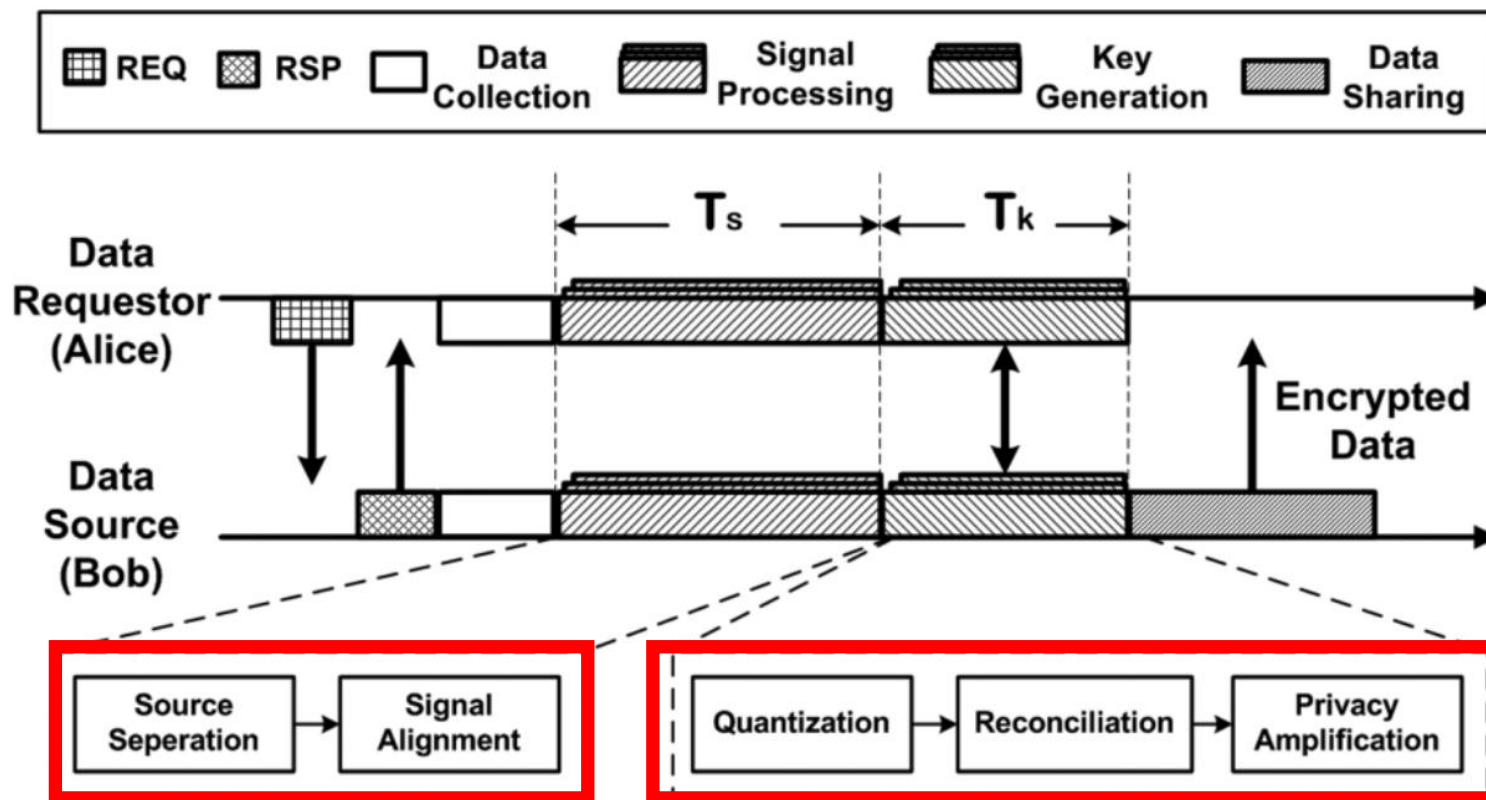 REQ
RSP
Data
Collection
Signal
Processing
Key
Generation
Data
Sharing
Ts
Tk
Data
Requestor
(Alice)
Encrypted
Data
Data
Source
(Bob)
Source
Seperation
Signal
Alignment
Quantization
Reconciliation
Privacy
Amplification